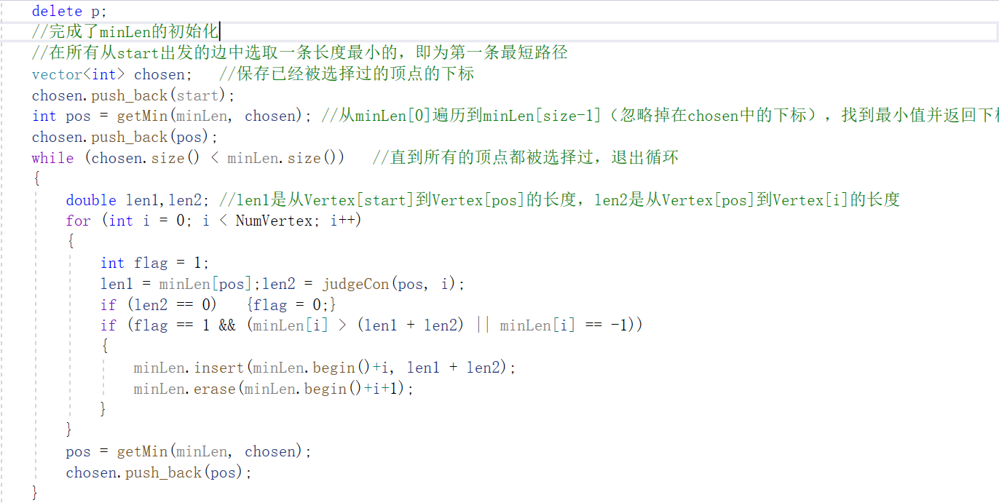 delete p;
//完成了minLen的初始化
//在所有从start出发的边中选取一条长度最小的，即为第一条最短路径
vector<int> chosen;   //保存已经被选择过的顶点的下标
chosen.push_back(start);
int pos = getMin(minLen, chosen); //从minLen[0]遍历到minLen[size-1]（忽略掉在chosen中的下标），找到最小值并返回下
chosen.push_back(pos);
while (chosen.size() < minLen.size())   //直到所有的顶点都被选择过，退出循环
{
    double len1,len2; //len1是从Vertex[start]到Vertex[pos]的长度，len2是从Vertex[pos]到Vertex[i]的长度
    for (int i = 0; i < NumVertex; i++)
    {
        int flag = 1;
        len1 = minLen[pos];len2 = judgeCon(pos, i);
        if (len2 == 0)   {flag = 0;}
        if (flag == 1 && (minLen[i] > (len1 + len2) || minLen[i] == -1))
        {
            minLen.insert(minLen.begin()+i, len1 + len2);
            minLen.erase(minLen.begin()+i+1);
        }
    }
    pos = getMin(minLen, chosen);
    chosen.push_back(pos);
}